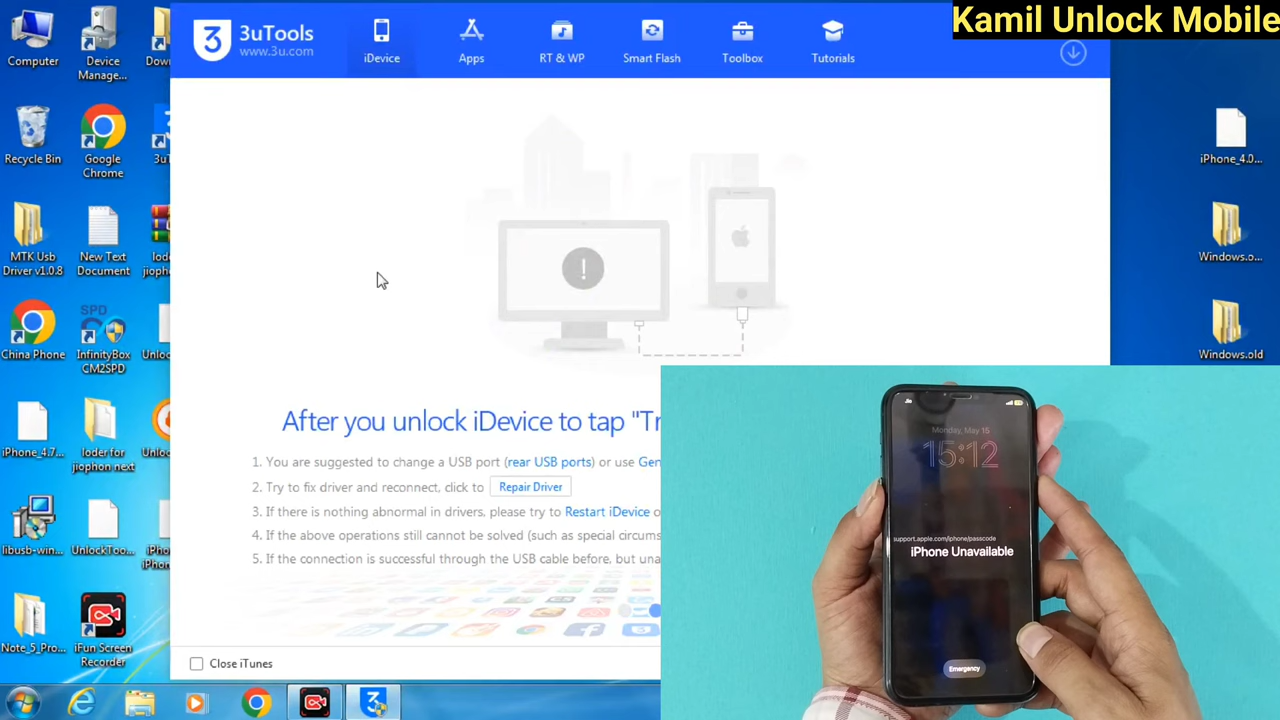 Kamil Unlock Mobile
3uTools
www.3u.com
iDevice
Apps
RT & WP
Smart Flash
Toolbox
Tutorials
Computer
Device
Manage...
Recycle Bin
Google
Chrome
MTK Usb
Driver v1.0.8
New Text
Document
China Phone
InfinityBox
CM2SPD
iPhone_4.7...
loder for
jiophon next
libusb-win...
UnlockToo...
Note_5_Pro...
iFun Screen
Recorder
iPhone_4.0...
Windows.o...
Windows.old
After you unlock iDevice to tap "Tr
1. You are suggested to change a USB port (rear USB ports) or use Gen
2. Try to fix driver and reconnect, click to Repair Driver
3. If there is nothing abnormal in drivers, please try to Restart iDevice o
4. If the above operations still cannot be solved (such as special circums
5. If the connection is successful through the USB cable before, but una
Close iTunes
Monday, May 15
15:12
support.apple.com/iphone/passcode
iPhone Unavailable
Emergency